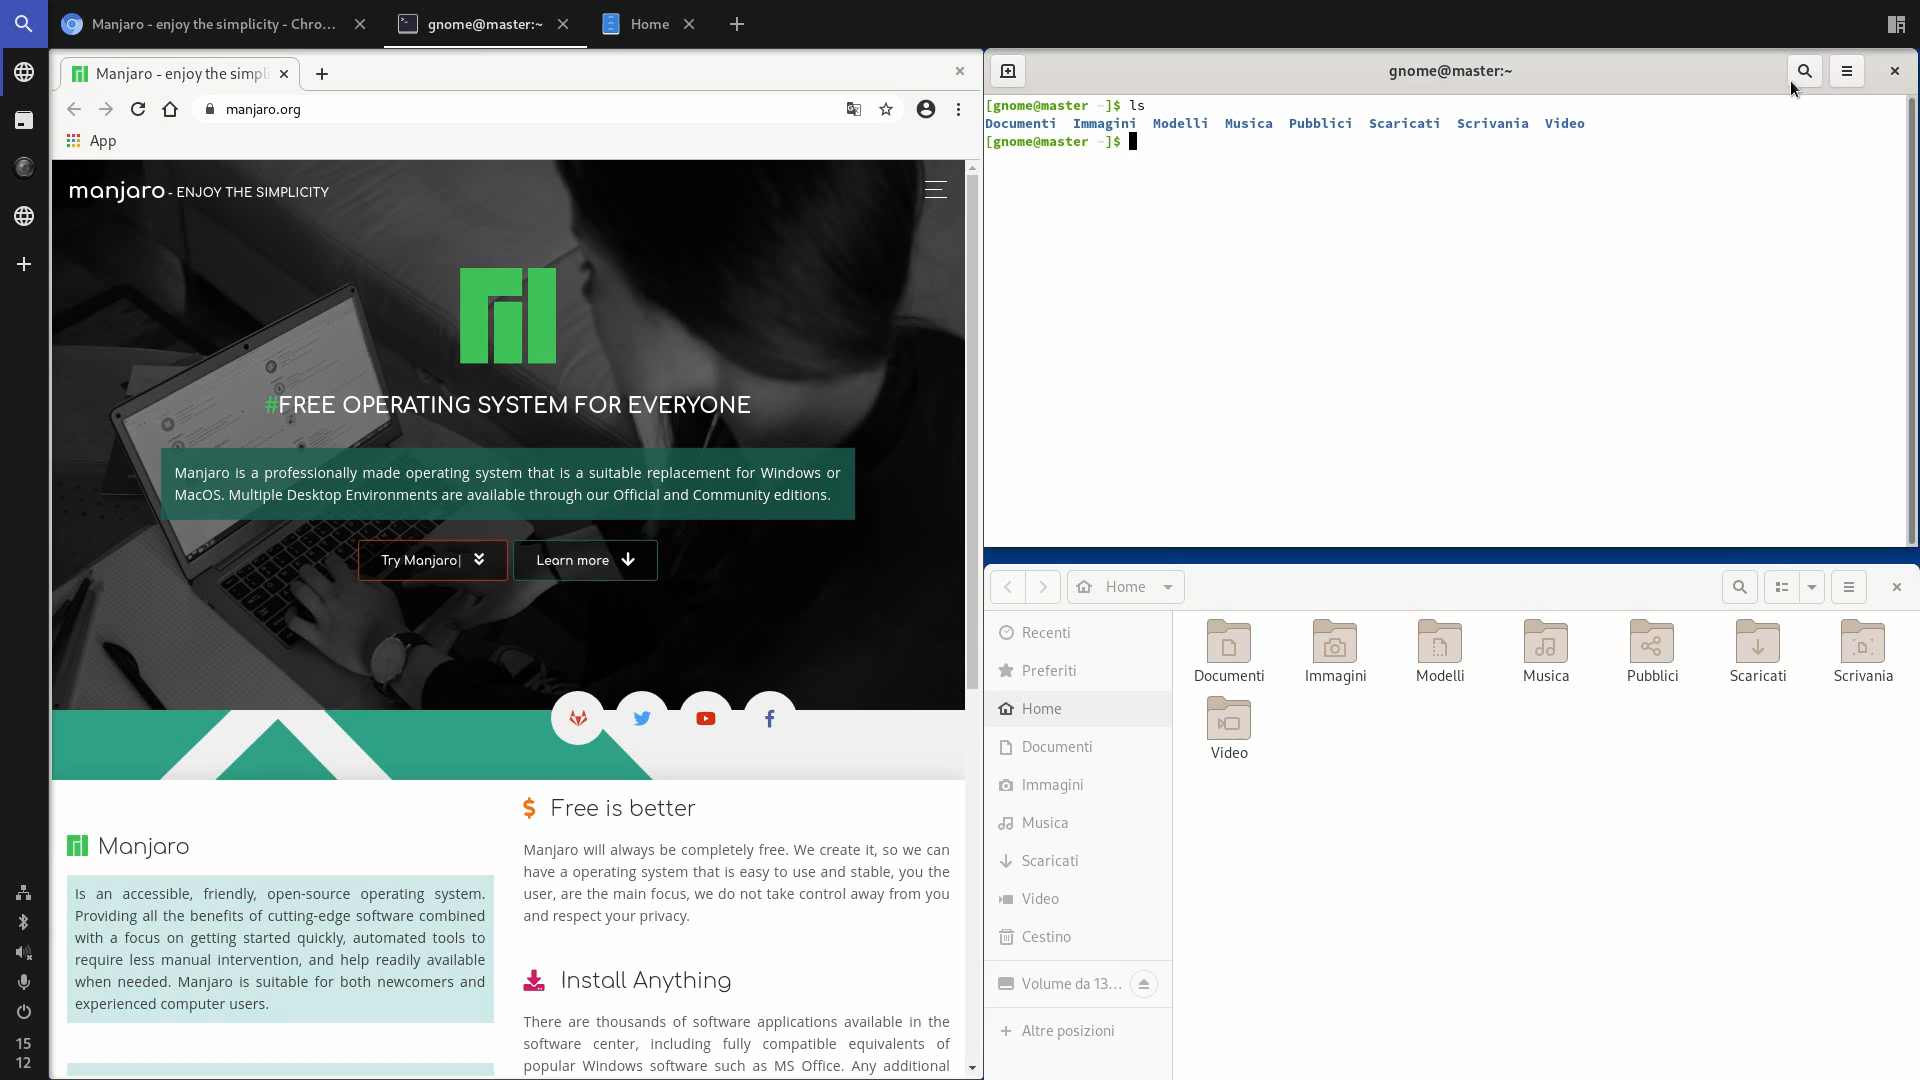 Manjaro - enjoy the simplicity - Chro...
gnome@master:~
Home
Manjaro - enjoy the simpli
manjaro.org
App
manjaro - ENJOY THE SIMPLICITY
#FREE OPERATING SYSTEM FOR EVERYONE
Manjaro is a professionally made operating system that is a suitable replacement for Windows or
MacOS. Multiple Desktop Environments are available through our Official and Community editions.
Try Manjaro|
Learn more
Manjaro
Is an accessible, friendly, open-source operating system.
Providing all the benefits of cutting-edge software combined
with a focus on getting started quickly, automated tools to
require less manual intervention, and help readily available
when needed. Manjaro is suitable for both newcomers and
experienced computer users.
Free is better
Manjaro will always be completely free. We create it, so we can
have a operating system that is easy to use and stable, you the
user, are the main focus, we do not take control away from you
and respect your privacy.
Install Anything
There are thousands of software applications available in the
software center, including fully compatible equivalents of
popular Windows software such as MS Office. Any additional
gnome@master:~
[gnome@master ~]$ ls
Documenti Immagini Modelli Musica Pubblici Scaricati Scrivania Video
[gnome@master ~]$
Home
Recenti
Preferiti
Home
Documenti
Immagini
Musica
Scaricati
Video
Cestino
Volume da 13...
Altre posizioni
Documenti
Immagini
Modelli
Musica
Pubblici
Scaricati
Scrivania
Video
15
12